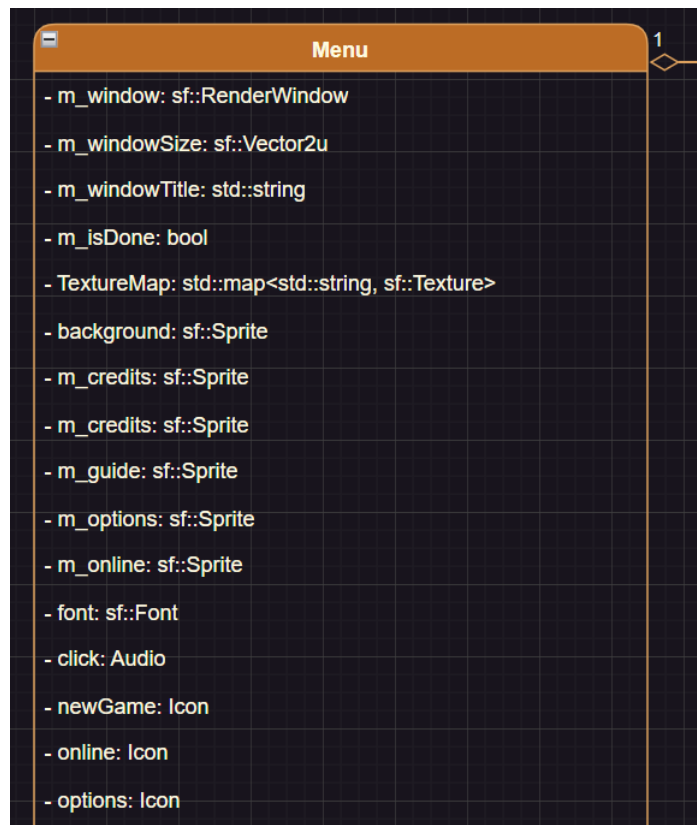 Menu
1
- m_window: sf::RenderWindow
- m_windowSize: sf::Vector2u
- m_windowTitle: std::string
- m_isDone: bool
- TextureMap: std::map<std::string, sf::Texture>
- background: sf::Sprite
- m_credits: sf::Sprite
- m_credits: sf::Sprite
- m_guide: sf::Sprite
- m_options: sf::Sprite
- m_online: sf::Sprite
- font: sf::Font
- click: Audio
- newGame: Icon
- online: Icon
- options: Icon